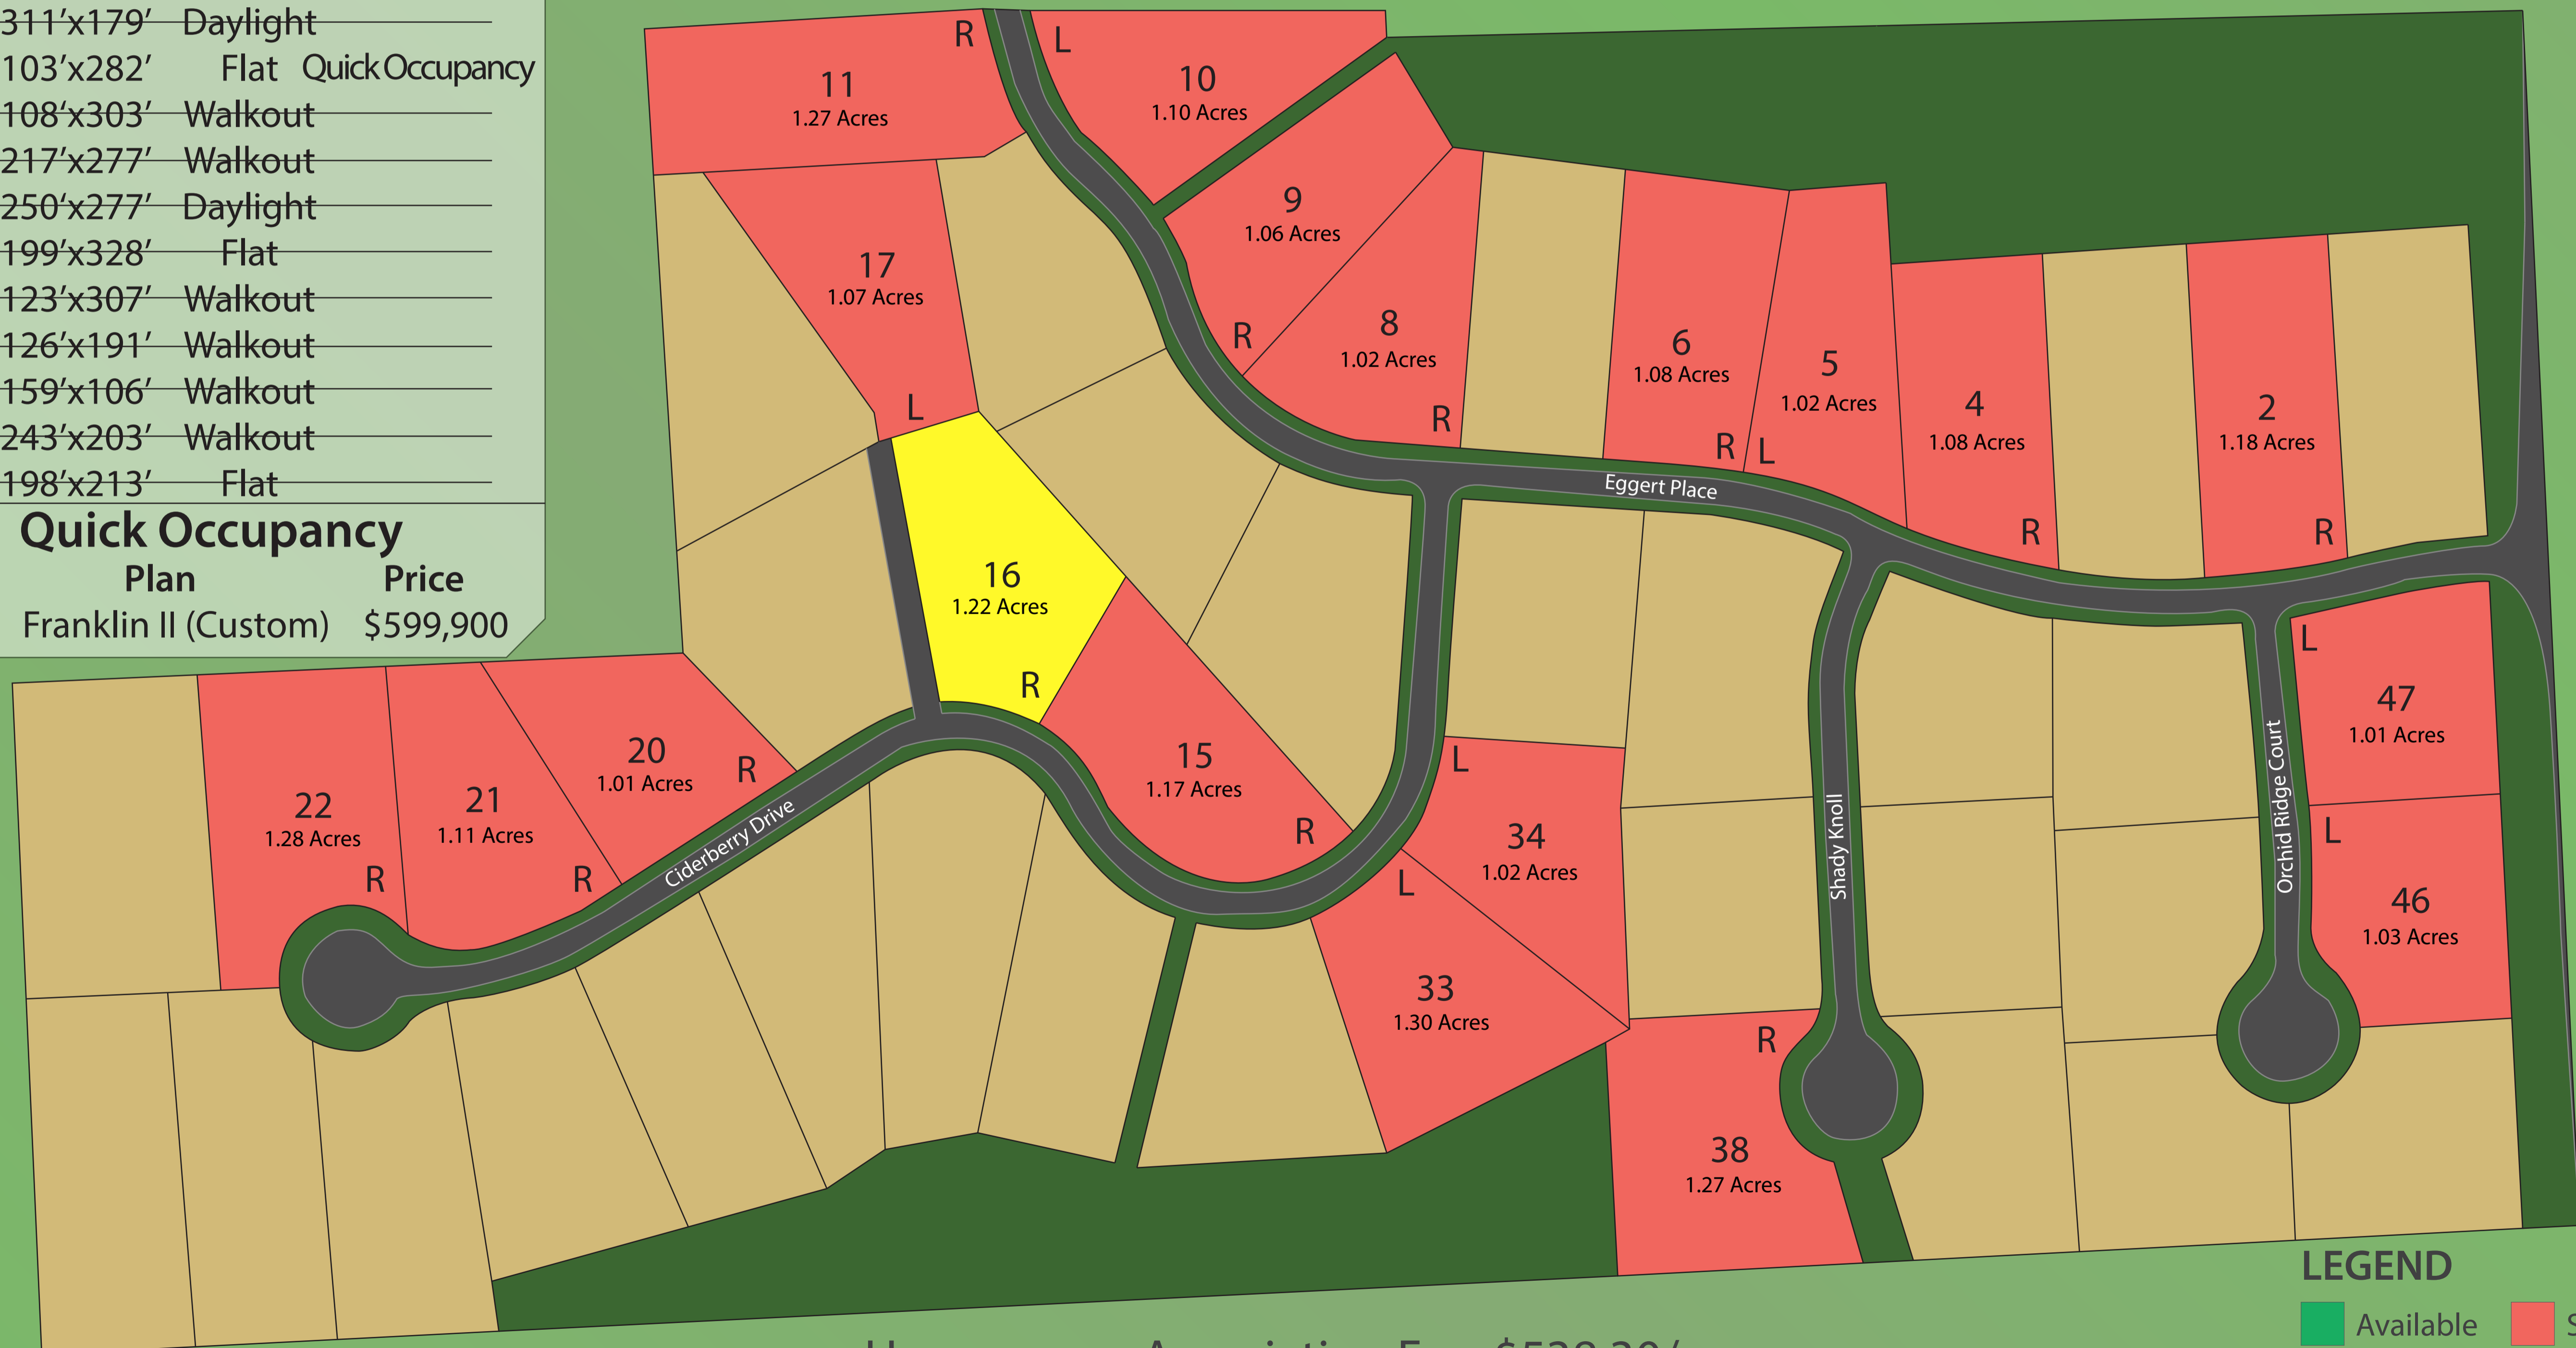 311’x179’ Daylight
103’x282’ Flat Quick Occupancy
108‘x303’ Walkout
217’x277’ Walkout
250’x277’ Daylight
199’x328’ Flat
123’x307’ Walkout
126’x191’ Walkout
159’x106’ Walkout
243’x203’ Walkout
198’x213’ Flat
Quick Occupancy
Plan Price
Franklin II (Custom) $599,900
R
11
1.27 Acres
L
10
1.10 Acres
17
1.07 Acres
L
9
1.06 Acres
R
8
1.02 Acres
R
6
1.08 Acres
R
5
1.02 Acres
L
4
1.08 Acres
R
2
1.18 Acres
R
Eggert Place
16
1.22 Acres
R
15
1.17 Acres
R
20
1.01 Acres
R
21
1.11 Acres
R
22
1.28 Acres
R
Ciderberry Drive
L
34
1.02 Acres
L
33
1.30 Acres
Shady Knoll
R
38
1.27 Acres
Orchid Ridge Court
L
47
1.01 Acres
L
46
1.03 Acres
LEGEND
Available